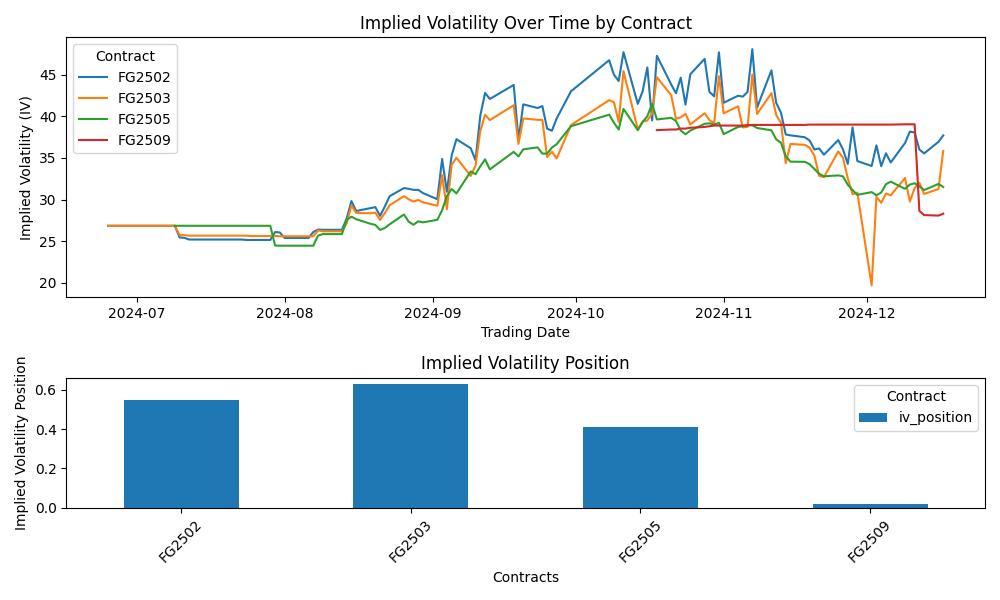 Implied Volatility Over Time by Contract
Implied Volatility (IV)
45
40
35
30
25
20
Contract
FG2502
FG2503
FG2505
FG2509
2024-07 2024-08 2024-09 2024-10 2024-11 2024-12
Trading Date
Implied Volatility Position
Implied Volatility Position
0.6
0.4
0.2
0.0
Contract
iv_position
FG2502 FG2503 FG2505 FG2509
Contracts